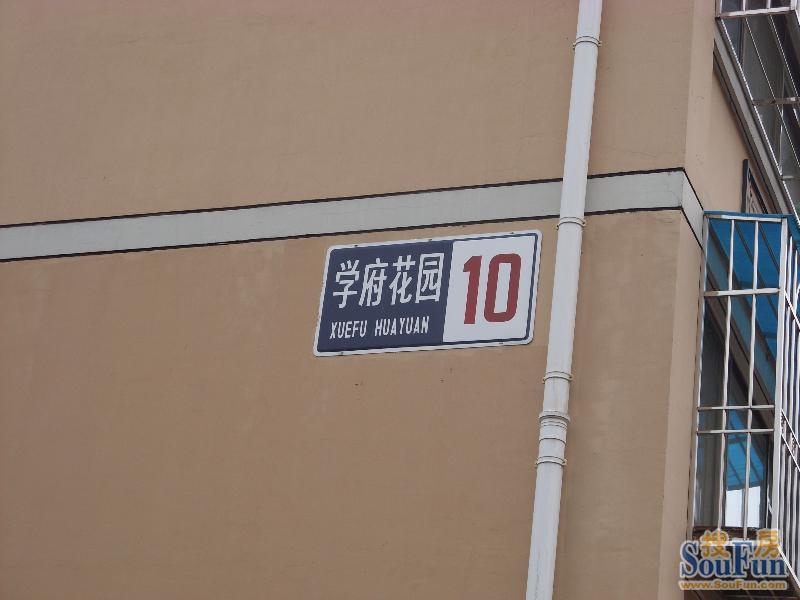 学府花园 10
XUEFU HUAYUAN
搜房
SouFun
www.SouFun.com